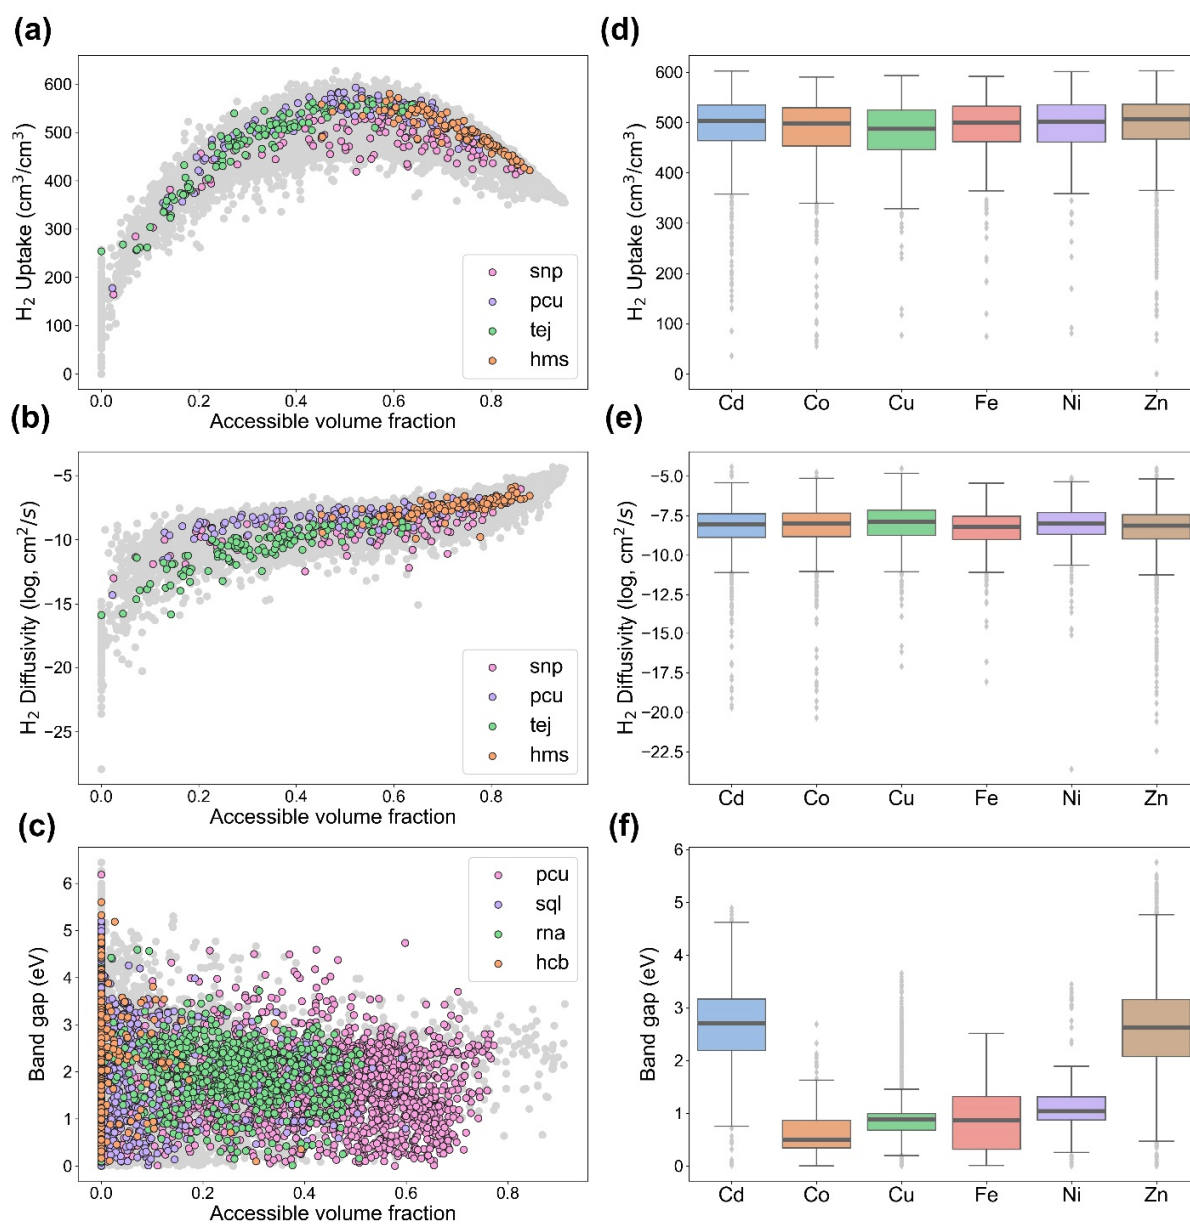 (a)
H₂ Uptake (cm³/cm³)
600
500
400
300
200
100
0
snp
pcu
tej
hms
0.0 0.2 0.4 0.6 0.8
Accessible volume fraction
(d)
H₂ Uptake (cm³/cm³)
600
500
400
300
200
100
0
Cd Co Cu Fe Ni Zn
(b)
H₂ Diffusivity (log, cm²/s)
−5
−10
−15
−20
−25
snp
pcu
tej
hms
0.0 0.2 0.4 0.6 0.8
Accessible volume fraction
(e)
H₂ Diffusivity (log, cm²/s)
−5.0
−7.5
−10.0
−12.5
−15.0
−17.5
−20.0
−22.5
Cd Co Cu Fe Ni Zn
(c)
Band gap (eV)
6
5
4
3
2
1
0
pcu
sql
rna
hcb
0.0 0.2 0.4 0.6 0.8
Accessible volume fraction
(f)
Band gap (eV)
6
5
4
3
2
1
0
Cd Co Cu Fe Ni Zn